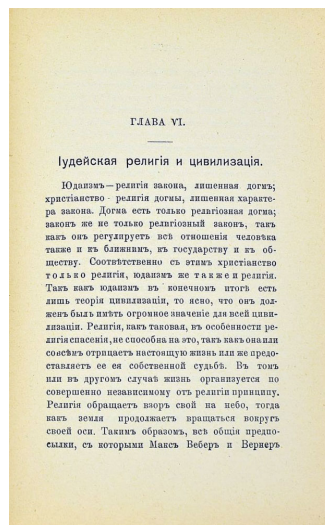 ГЛАВА VI.
Іудейская религія и цивилизація.
Юдаизм—религія закона, лишенная догмъ;
христіанство - религія догмы, лишенная характе-
ра закона. Догма есть только религіозная догма;
законъ же не только религіозный законъ, такъ
какъ онъ регулируетъ всѣ отношенія человѣка
также и къ ближнимъ, къ государству и къ об-
ществу. Соотвѣтственно съ этимъ христіанство
только религія, юдаизмъ же также и религія.
Такъ какъ юдаизмъ въ конечномъ итогѣ есть
лишь теорія цивилизаціи, то ясно, что онъ дол-
женъ былъ имѣть огромное значеніе для всей циви-
лизаціи. Религія, какъ таковая, въ особенности ре-
лигія спасенія, не способна на это, такъ какъ она или
совсѣмъ отрицаетъ настоящую жизнь или же предо-
ставляетъ ее ея собственной судьбѣ. Въ томъ
или въ другомъ случаѣ жизнь организуется по
совершенно независимому отъ религіи принципу.
Религія обращаетъ взоръ свой на небо, тогда
какъ земля продолжаетъ вращаться вокругъ
своей оси. Такимъ образомъ, всѣ общія предпо-
сылки, съ которыми Максъ Веберъ и Вернеръ